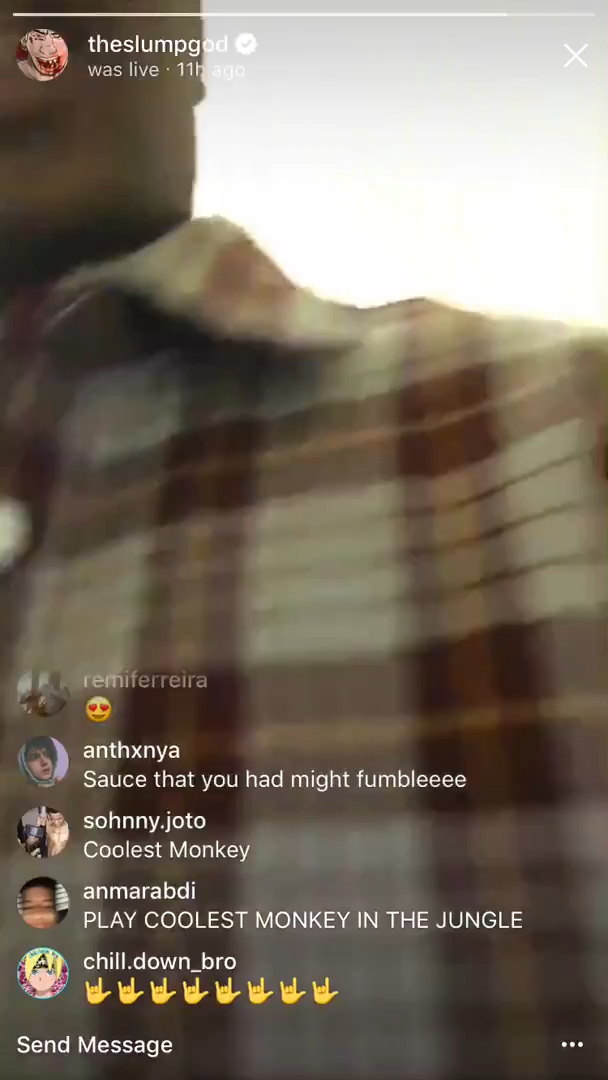 theslumpgod
was live · 11h ago
remiferreira
😍
anthxnya
Sauce that you had might fumbleeee
sohnny.joto
Coolest Monkey
anmarabdi
PLAY COOLEST MONKEY IN THE JUNGLE
chill.down_bro
🤟🤟🤟🤟🤟🤟🤟🤟
Send Message